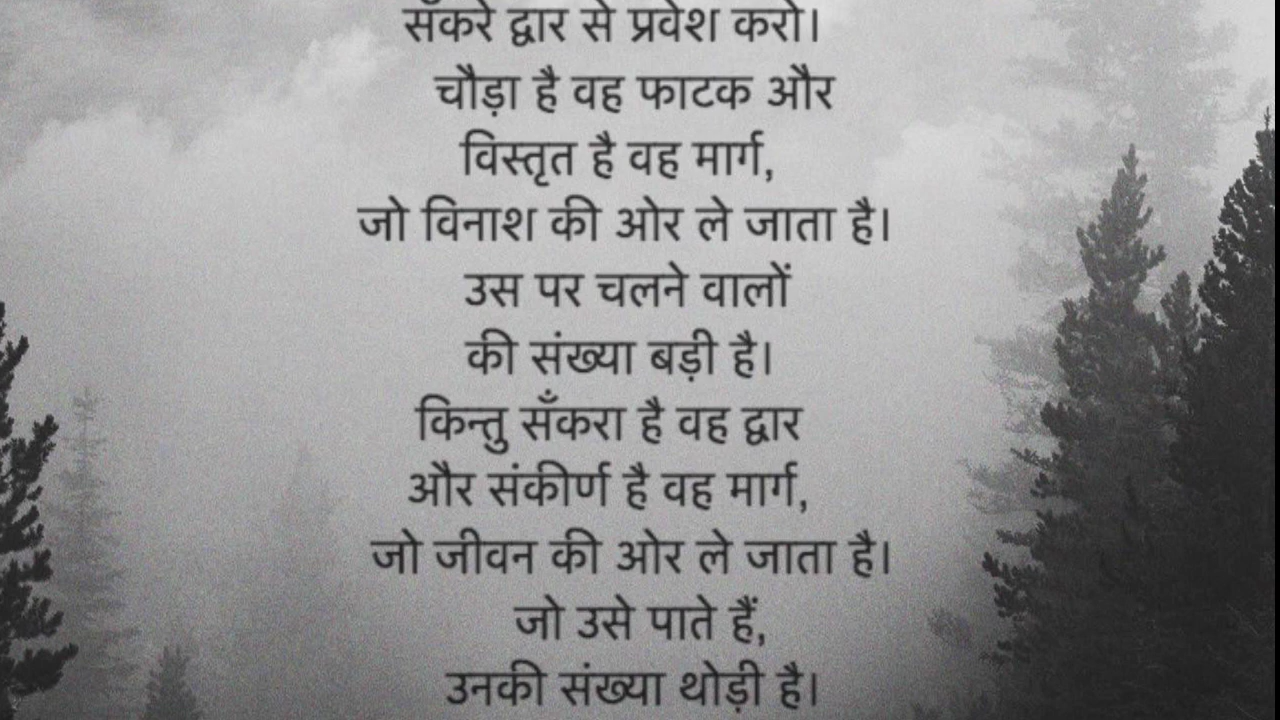 सँकरे द्वार से प्रवेश करो।
चौड़ा है वह फाटक और
विस्तृत है वह मार्ग,
जो विनाश की ओर ले जाता है।
उस पर चलने वालों
की संख्या बड़ी है।
किन्तु सँकरा है वह द्वार
और संकीर्ण है वह मार्ग,
जो जीवन की ओर ले जाता है।
जो उसे पाते हैं,
उनकी संख्या थोड़ी है।